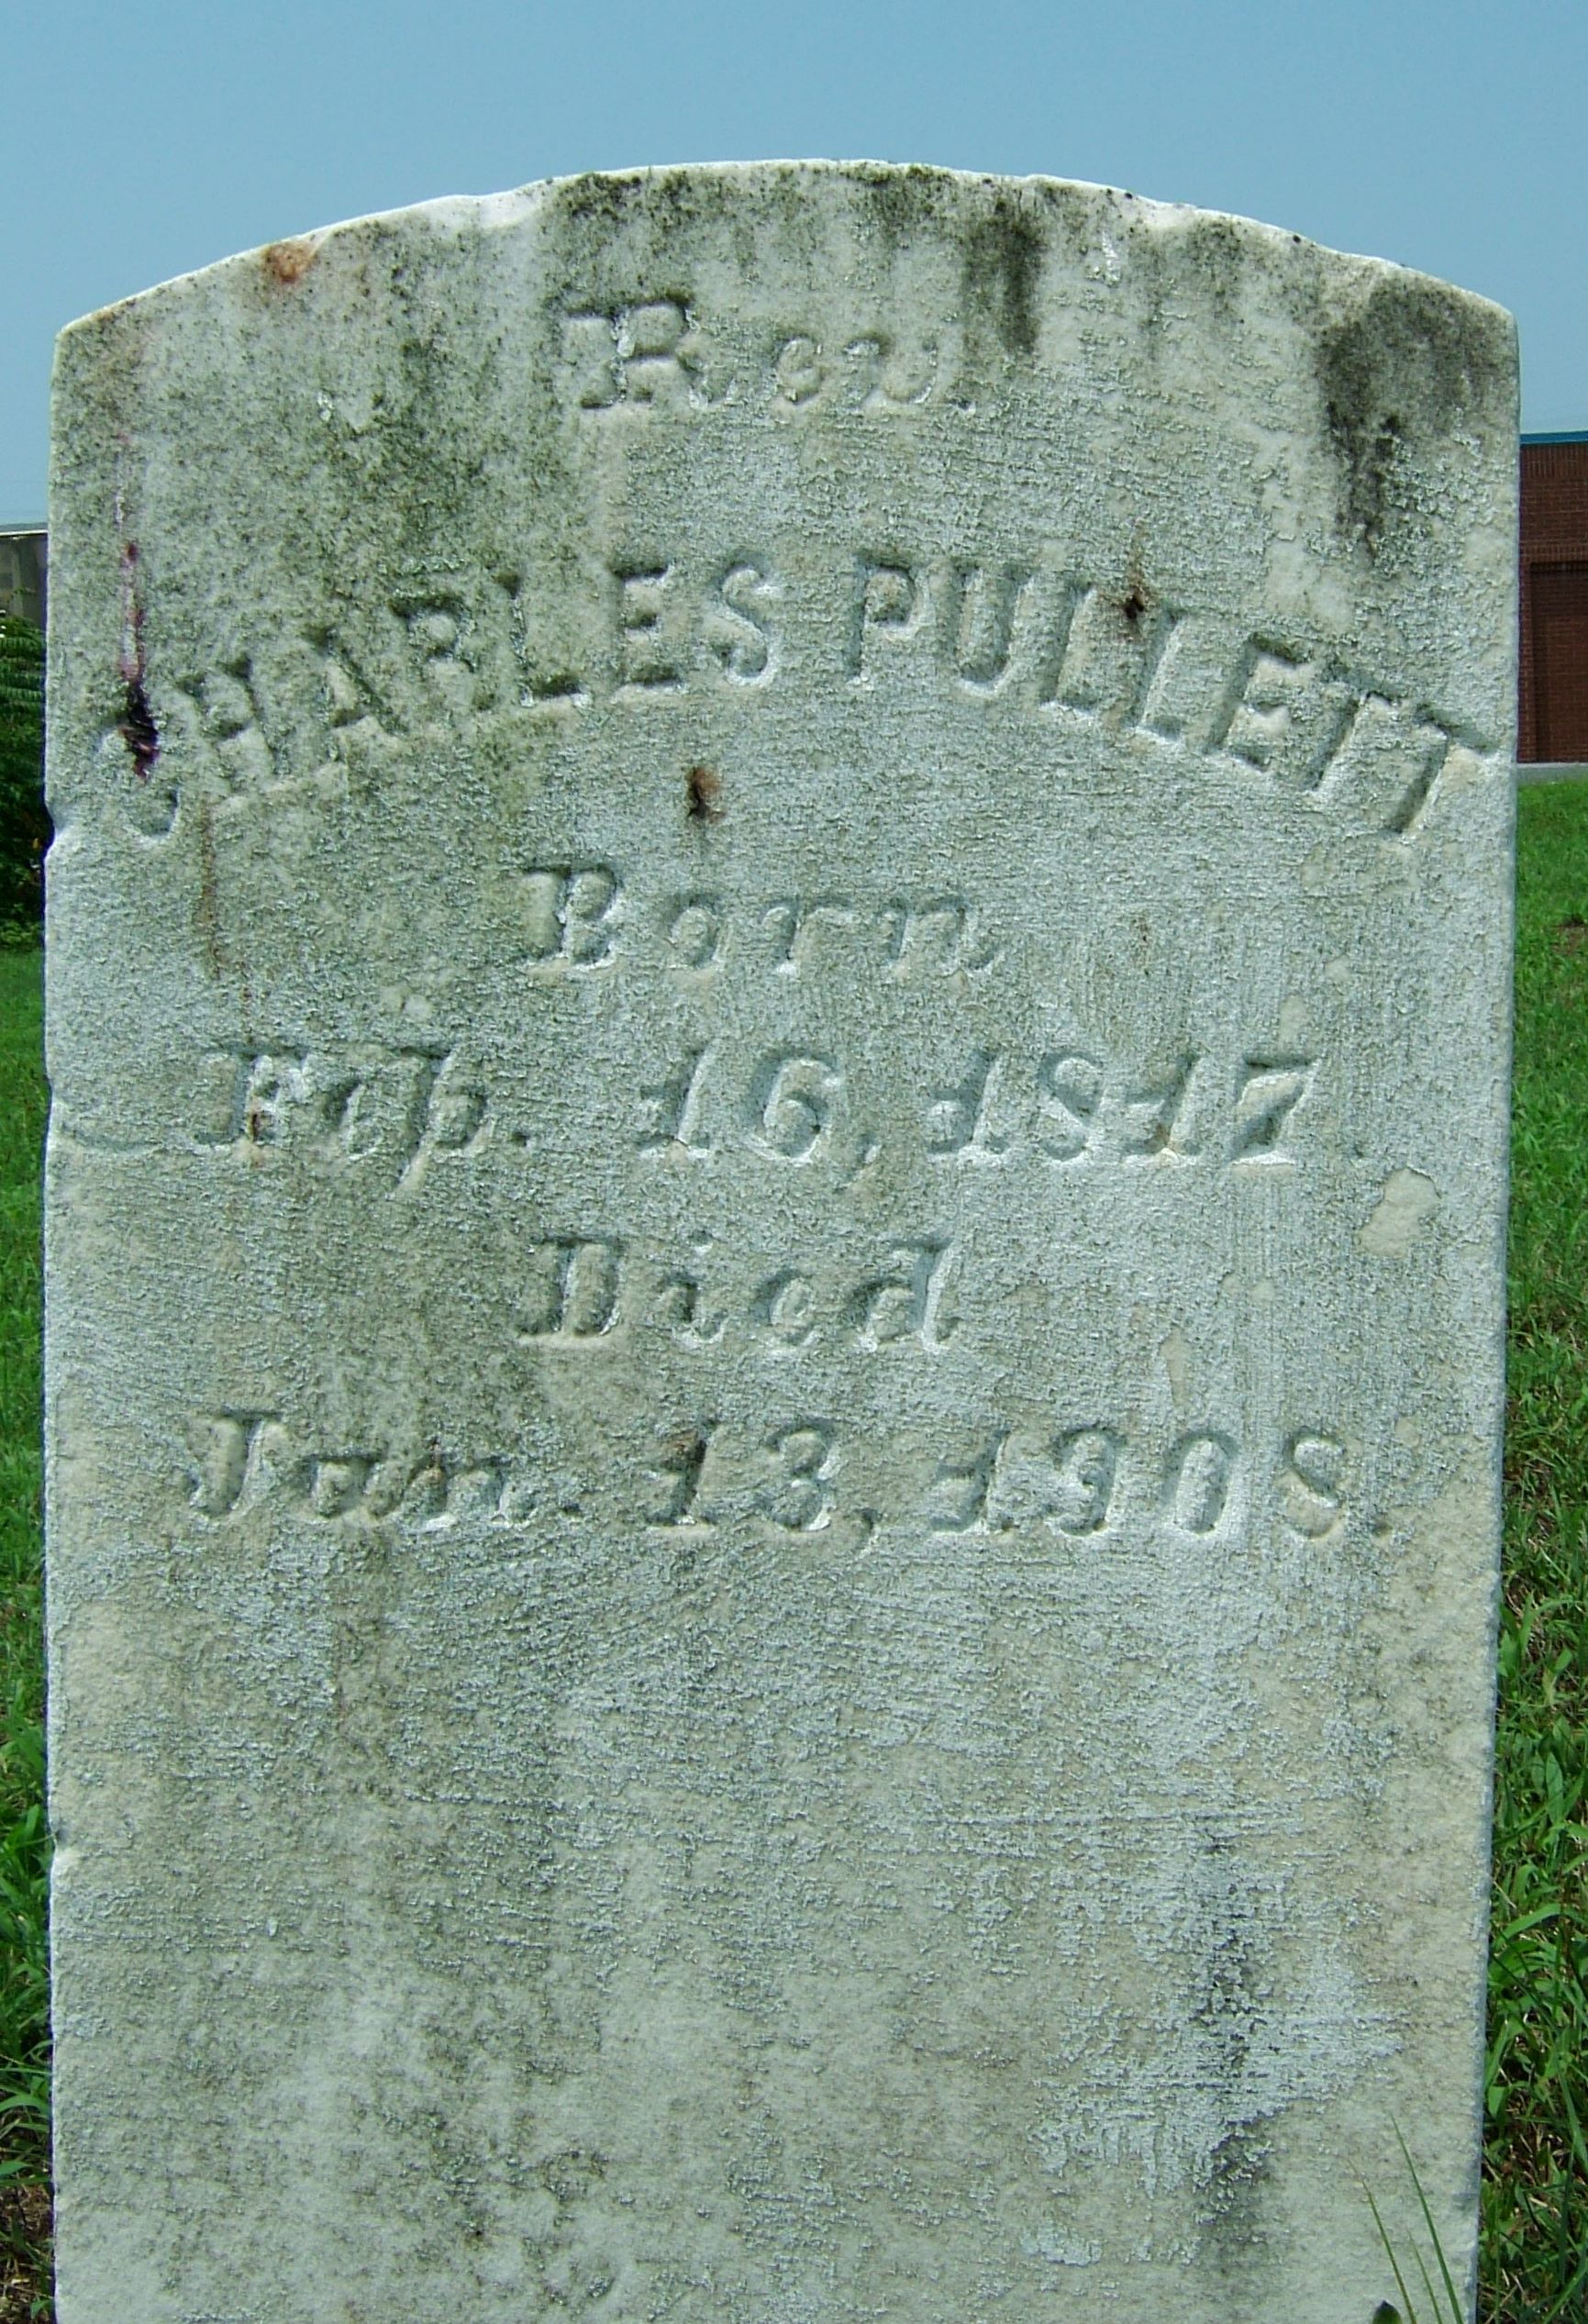 Rev.
CHARLES PULLETT
Born
Feb. 16, 1817.
Died
Jan. 13, 1908.